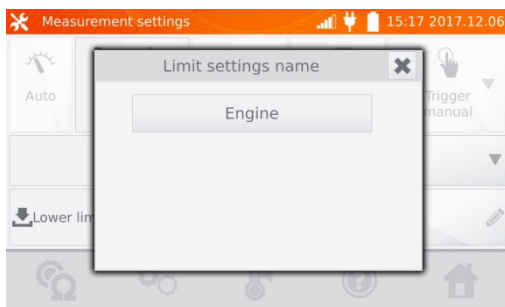 Measurement settings
15:17 2017.12.06
Limit settings name
Auto
Engine
Trigger
manual
Lower lim